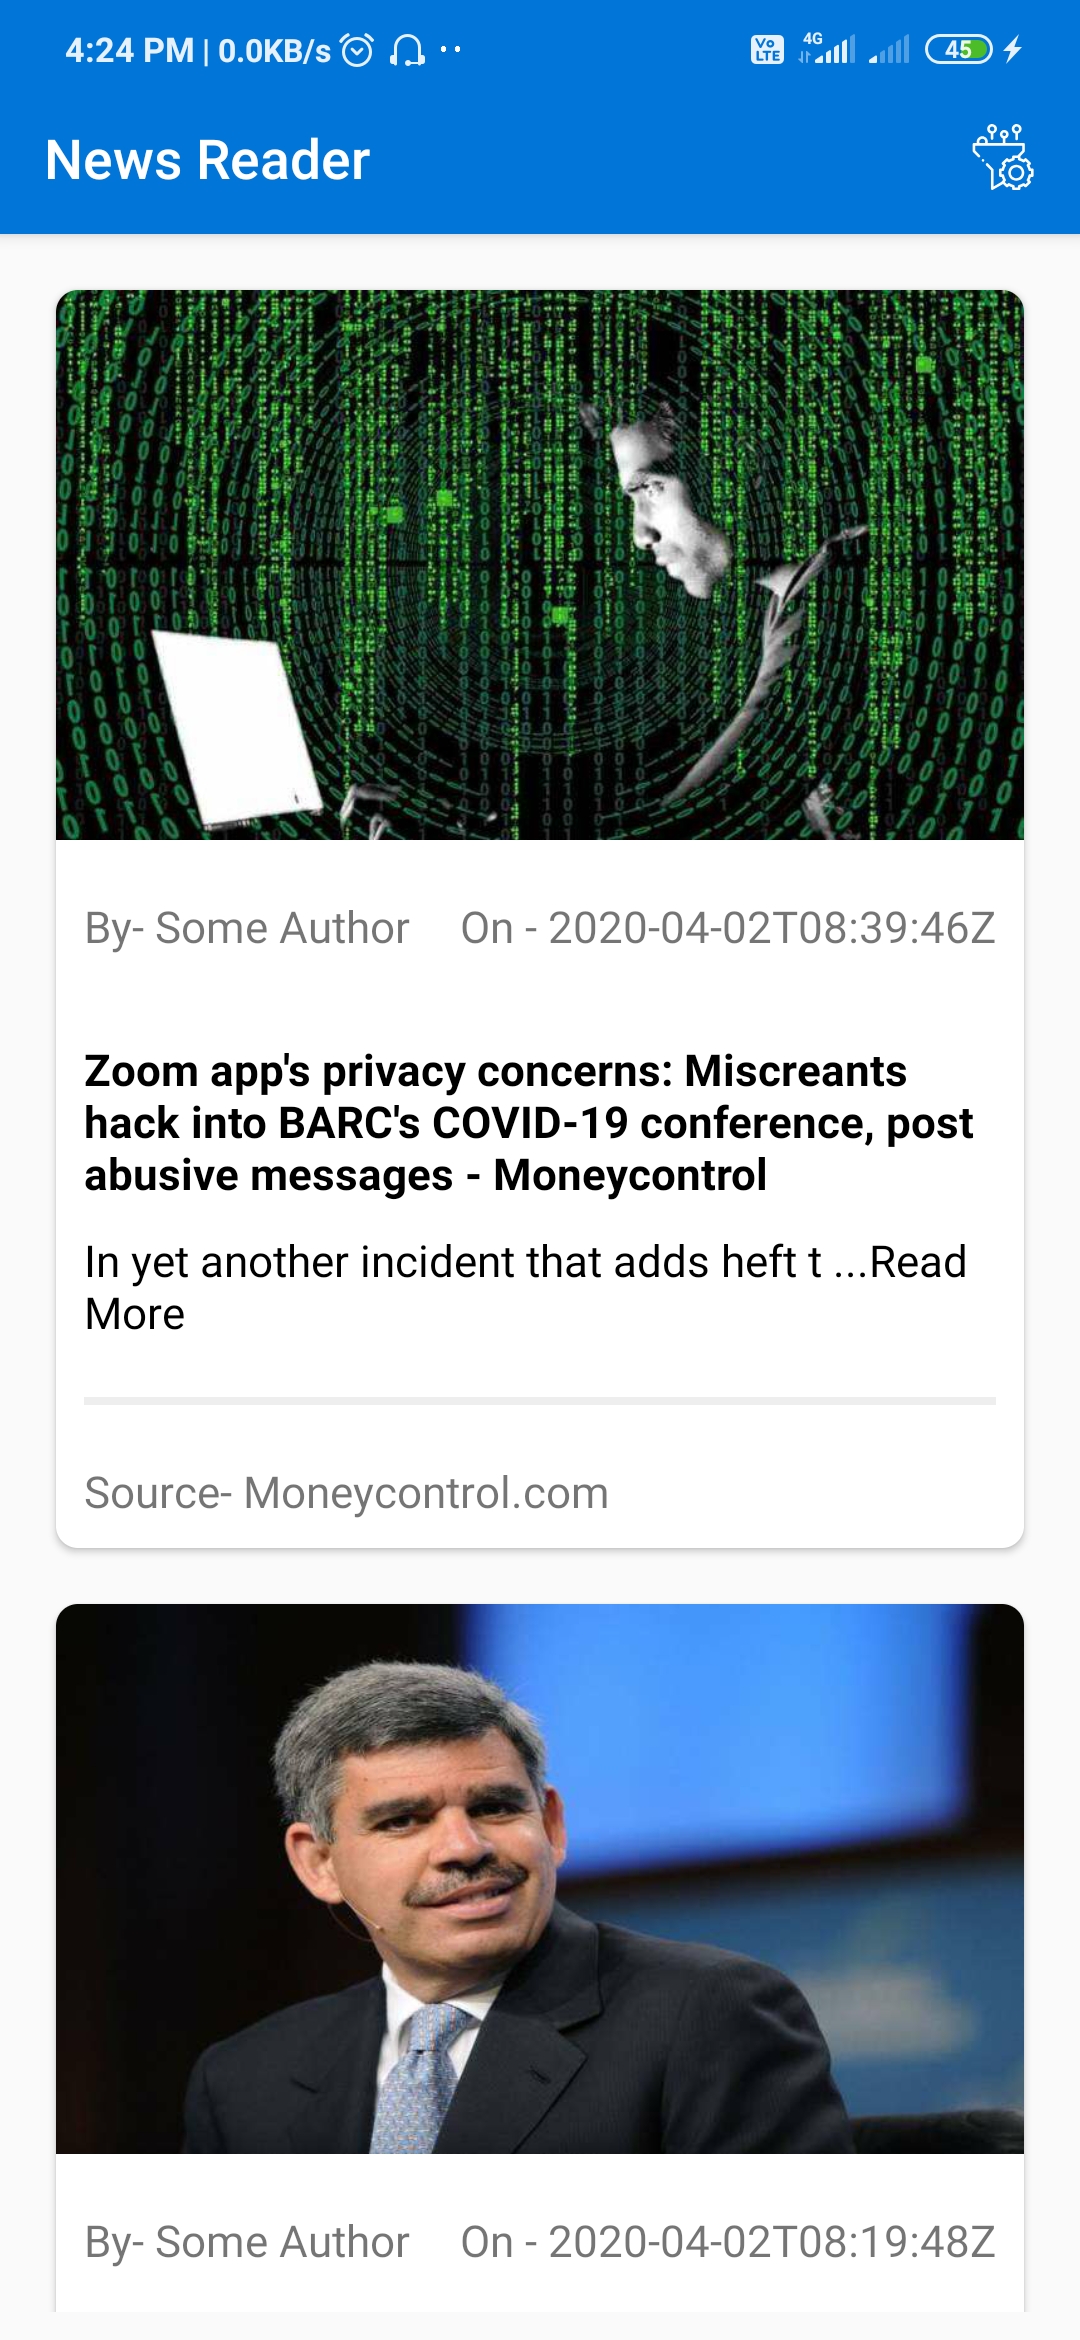 4:24 PM | 0.0KB/s
Vo LTE 4G 45
News Reader
By- Some Author On - 2020-04-02T08:39:46Z
Zoom app's privacy concerns: Miscreants
hack into BARC's COVID-19 conference, post
abusive messages - Moneycontrol
In yet another incident that adds heft t ...Read
More
Source- Moneycontrol.com
By- Some Author On - 2020-04-02T08:19:48Z